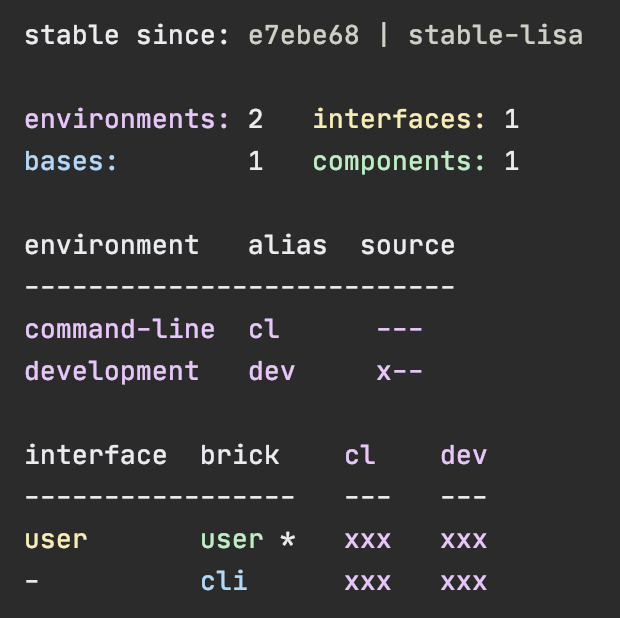 stable since: e7ebe68 | stable-lisa
environments: 2   interfaces: 1
bases:        1   components: 1
environment   alias  source
---------------------------
command-line  cl      ---
development   dev     x--
interface  brick    cl   dev
-----------------   ---  ---
user       user *   xxx  xxx
-          cli      xxx  xxx